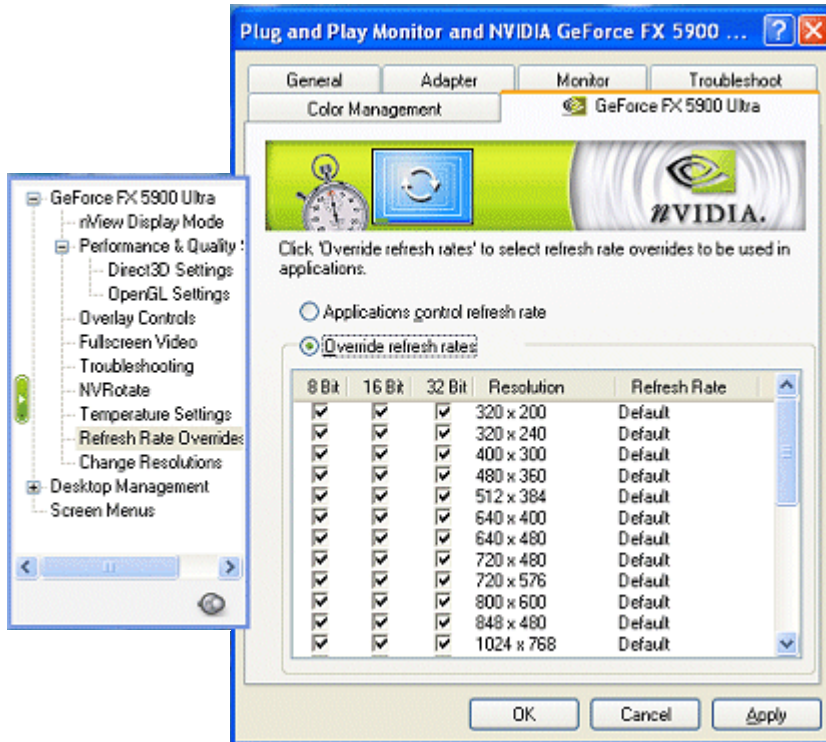 Plug and Play Monitor and NVIDIA GeForce FX 5900 ...
General Adapter Monitor Troubleshoot
Color Management GeForce FX 5900 Ultra
nVIDIA.
Click 'Override refresh rates' to select refresh rate overrides to be used in
applications.
Applications control refresh rate
Override refresh rates
8 Bit 16 Bit 32 Bit Resolution Refresh Rate
320 x 200 Default
320 x 240 Default
400 x 300 Default
480 x 360 Default
512 x 384 Default
640 x 400 Default
640 x 480 Default
720 x 480 Default
720 x 576 Default
800 x 600 Default
848 x 480 Default
1024 x 768 Default
OK Cancel Apply
GeForce FX 5900 Ultra
nView Display Mode
Performance & Quality S
Direct3D Settings
OpenGL Settings
Overlay Controls
Fullscreen Video
Troubleshooting
NVRotate
Temperature Settings
Refresh Rate Overrides
Change Resolutions
Desktop Management
Screen Menus